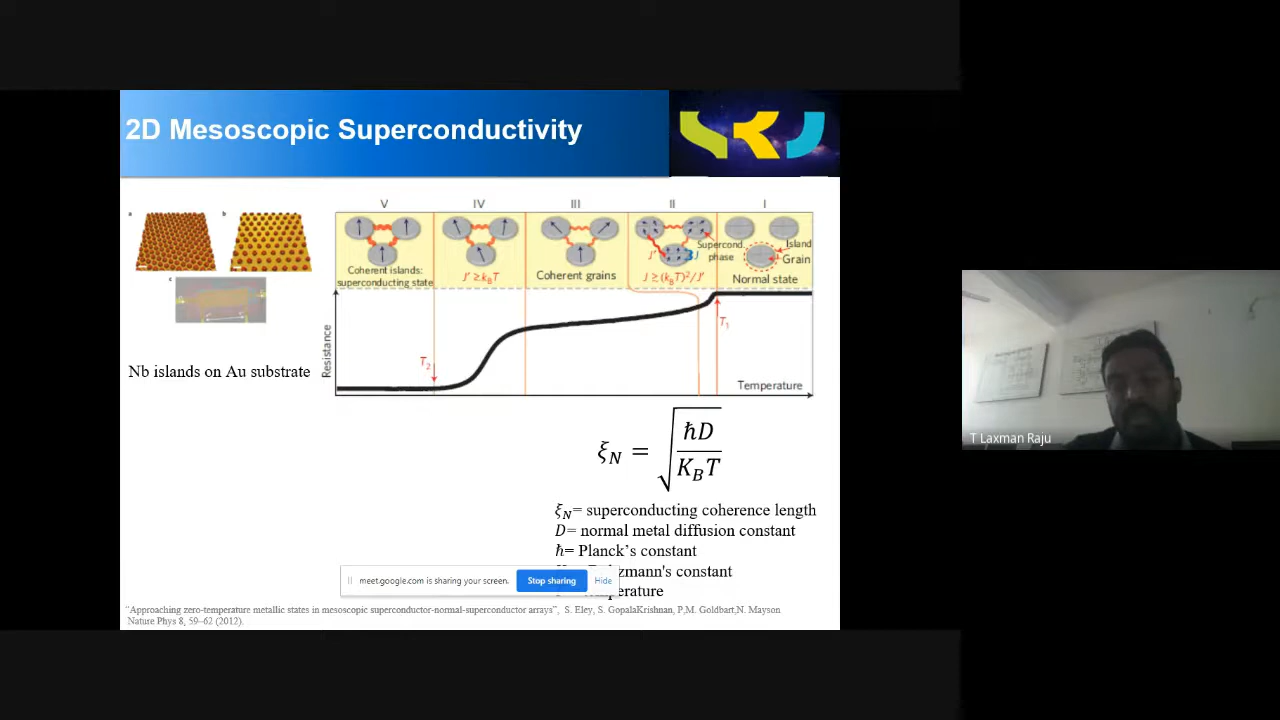 2D Mesoscopic Superconductivity
SKJ
a
b
c
Nb islands on Au substrate
V
IV
III
II
I
Coherent islands:
superconducting state
J' ≥ k_BT
Coherent grains
J'
J
J ≥ (k_BT)²/J'
Supercond.
phase
Island
Grain
Normal state
Resistance
T₂
T₁
Temperature
ξ_N = √(ħD / K_BT)
ξ_N= superconducting coherence length
D= normal metal diffusion constant
ħ= Planck's constant
constant
meet.google.com is sharing your screen.
Stop sharing
Hide
"Approaching zero-temperature metallic states in mesoscopic superconductor-normal-superconductor arrays", S. Eley, S. GopalaKrishnan, P,M. Goldbart,N. Mayson
Nature Phys 8, 59–62 (2012).
T Laxman Raju